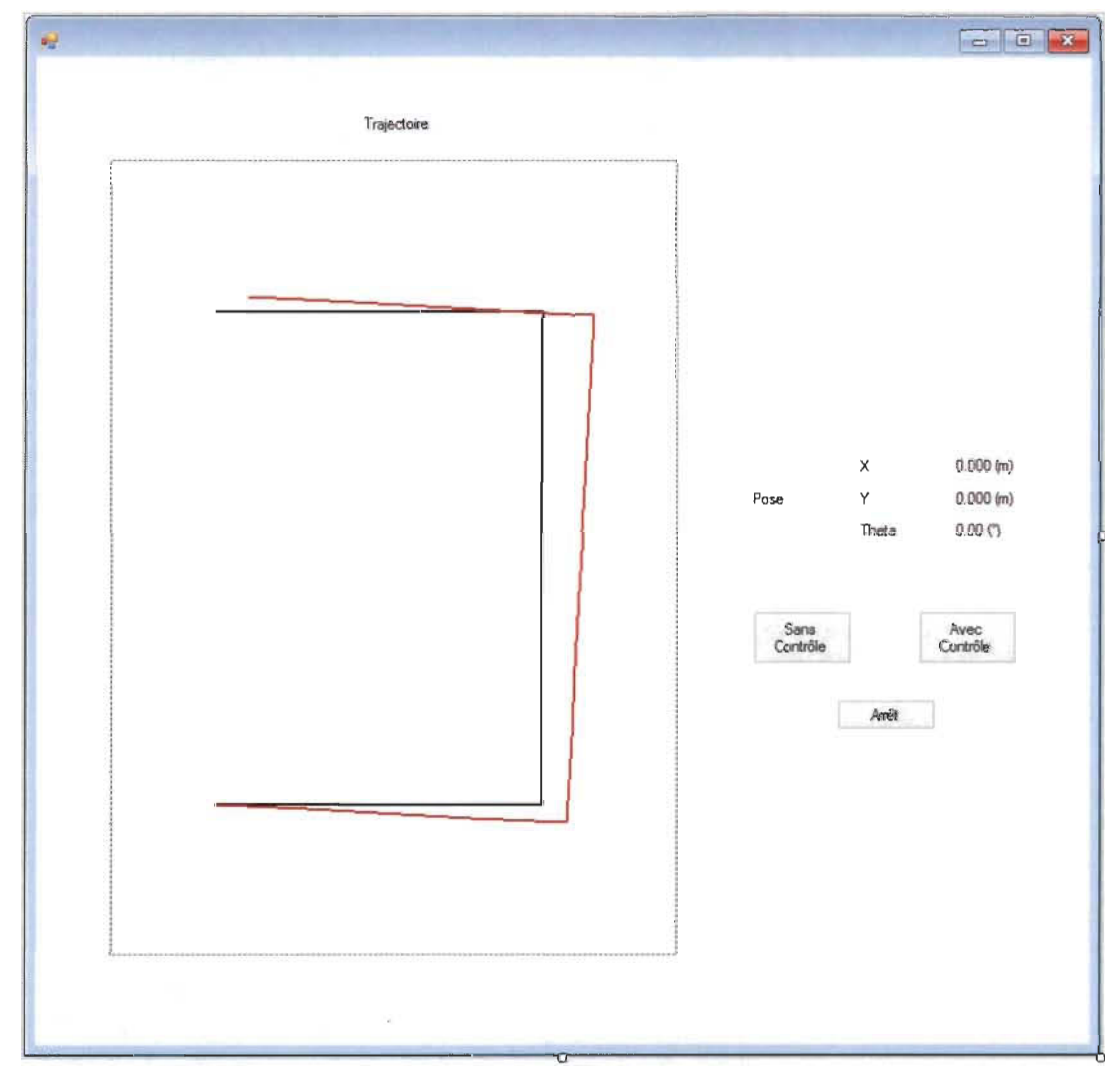 Trajectoire
X 0.000 (m)
Pose Y 0.000 (m)
Theta 0.00 (°)
Sans
Contrôle
Avec
Contrôle
Arrêt